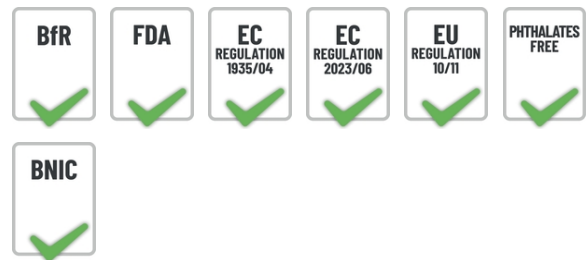 BfR
FDA
EC
REGULATION
1935/04
EC
REGULATION
2023/06
EU
REGULATION
10/11
PHTHALATES
FREE
BNIC